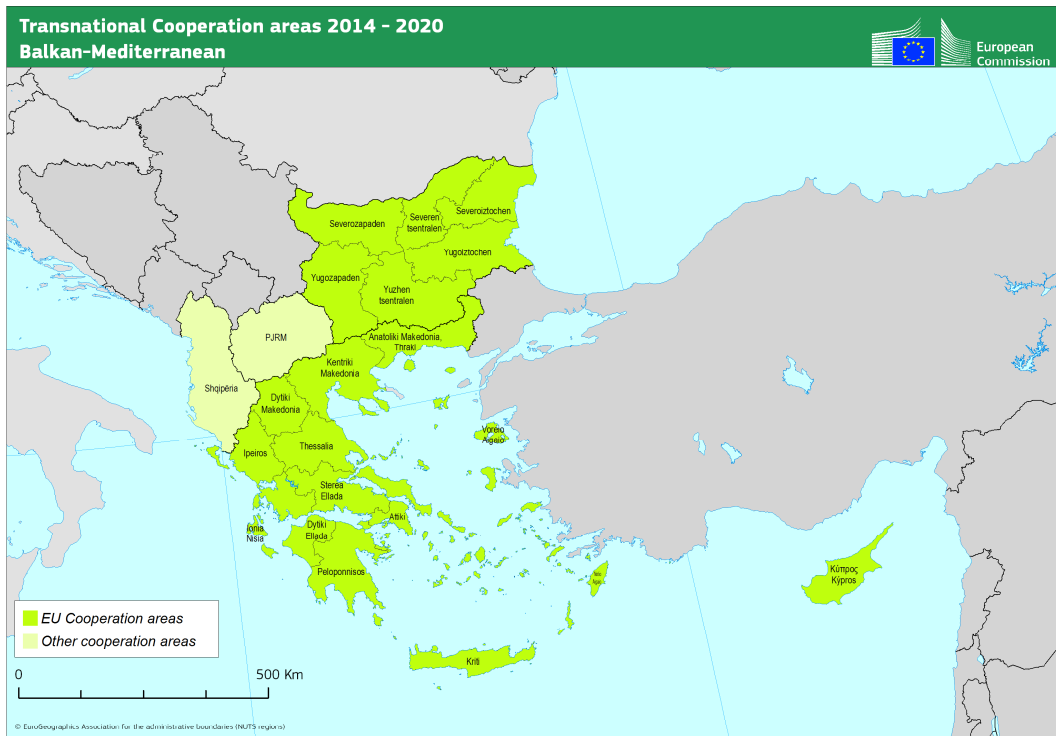 Transnational Cooperation areas 2014 - 2020
Balkan-Mediterranean
European
Commission
Severozapaden
Severen
tsentralen
Severoiztochen
Yugoiztochen
Yugozapaden
Yuzhen
tsentralen
PJRM
Anatoliki Makedonia,
Thraki
Kentriki
Makedonia
Shqipëria
Dytiki
Makedonia
Voreio
Aigaio
Ipeiros
Thessalia
Sterea
Ellada
Attiki
Ionia
Nisia
Dytiki
Ellada
Peloponnisos
Κύπρος
Kýpros
Kriti
EU Cooperation areas
Other cooperation areas
0
500 Km
© EuroGeographics Association for the administrative boundaries (NUTS regions)